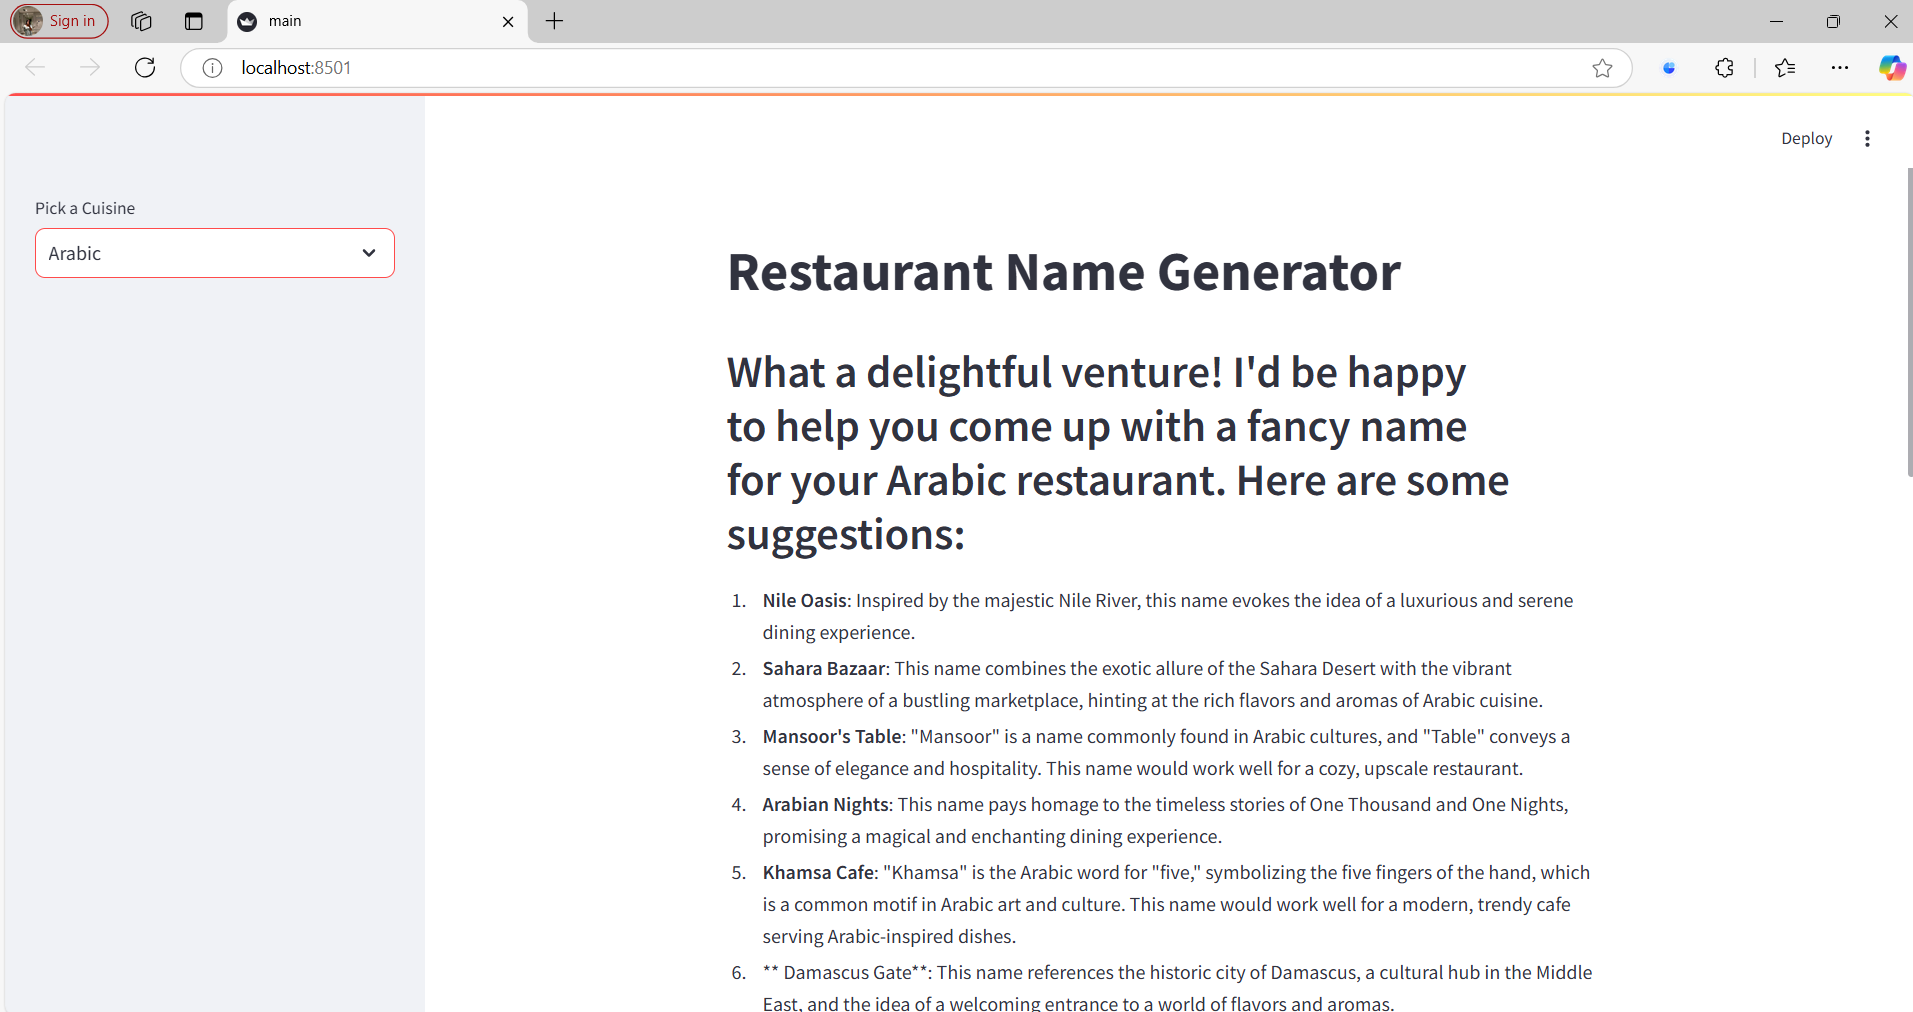 Sign in
main
localhost:8501
Deploy
Pick a Cuisine
Arabic
Restaurant Name Generator
What a delightful venture! I'd be happy
to help you come up with a fancy name
for your Arabic restaurant. Here are some
suggestions:
1. Nile Oasis: Inspired by the majestic Nile River, this name evokes the idea of a luxurious and serene
dining experience.
2. Sahara Bazaar: This name combines the exotic allure of the Sahara Desert with the vibrant
atmosphere of a bustling marketplace, hinting at the rich flavors and aromas of Arabic cuisine.
3. Mansoor's Table: "Mansoor" is a name commonly found in Arabic cultures, and "Table" conveys a
sense of elegance and hospitality. This name would work well for a cozy, upscale restaurant.
4. Arabian Nights: This name pays homage to the timeless stories of One Thousand and One Nights,
promising a magical and enchanting dining experience.
5. Khamsa Cafe: "Khamsa" is the Arabic word for "five," symbolizing the five fingers of the hand, which
is a common motif in Arabic art and culture. This name would work well for a modern, trendy cafe
serving Arabic-inspired dishes.
6. ** Damascus Gate**: This name references the historic city of Damascus, a cultural hub in the Middle
East, and the idea of a welcoming entrance to a world of flavors and aromas.